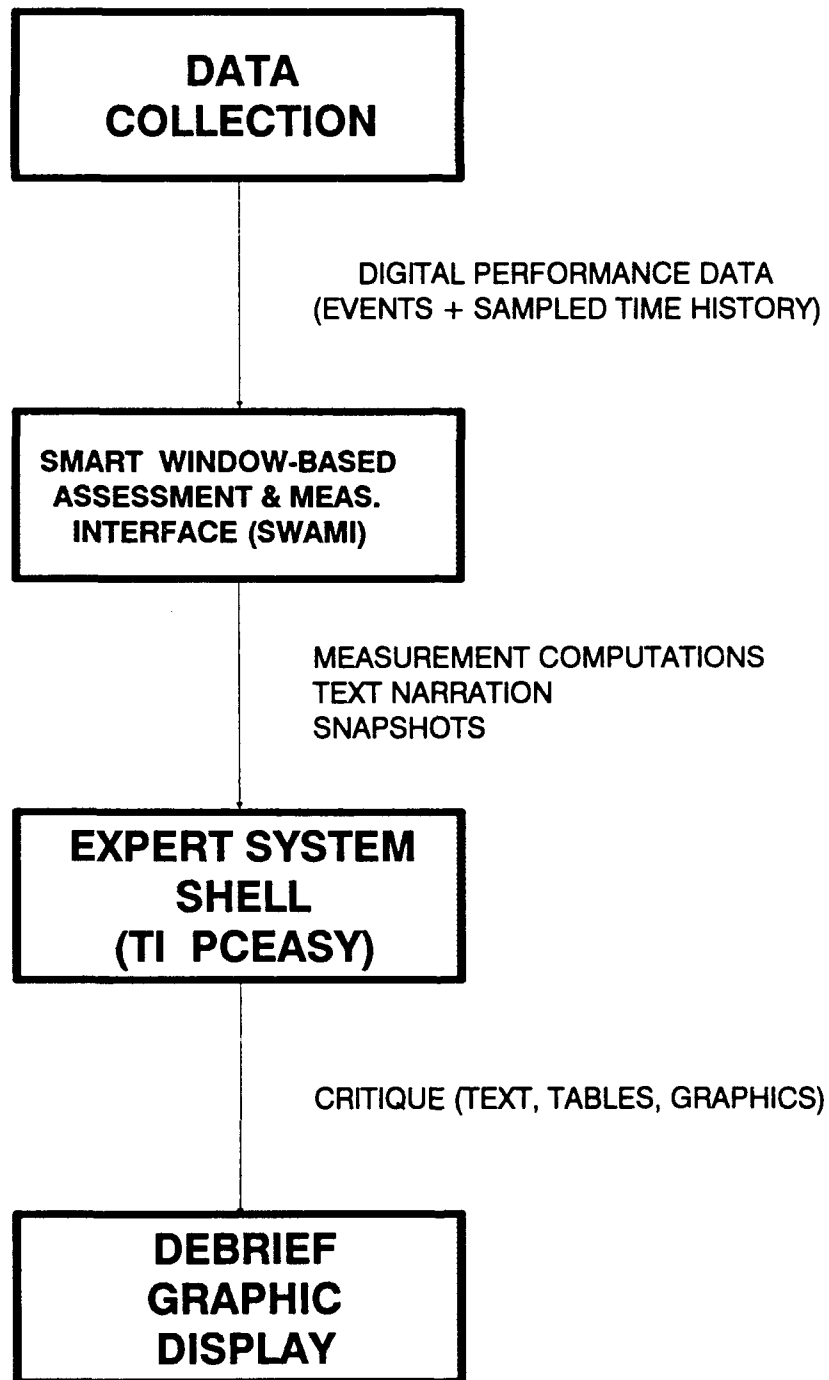 DATA
COLLECTION
DIGITAL PERFORMANCE DATA
(EVENTS + SAMPLED TIME HISTORY)
SMART WINDOW-BASED
ASSESSMENT & MEAS.
INTERFACE (SWAMI)
MEASUREMENT COMPUTATIONS
TEXT NARRATION
SNAPSHOTS
EXPERT SYSTEM
SHELL
(TI PCEASY)
CRITIQUE (TEXT, TABLES, GRAPHICS)
DEBRIEF
GRAPHIC
DISPLAY